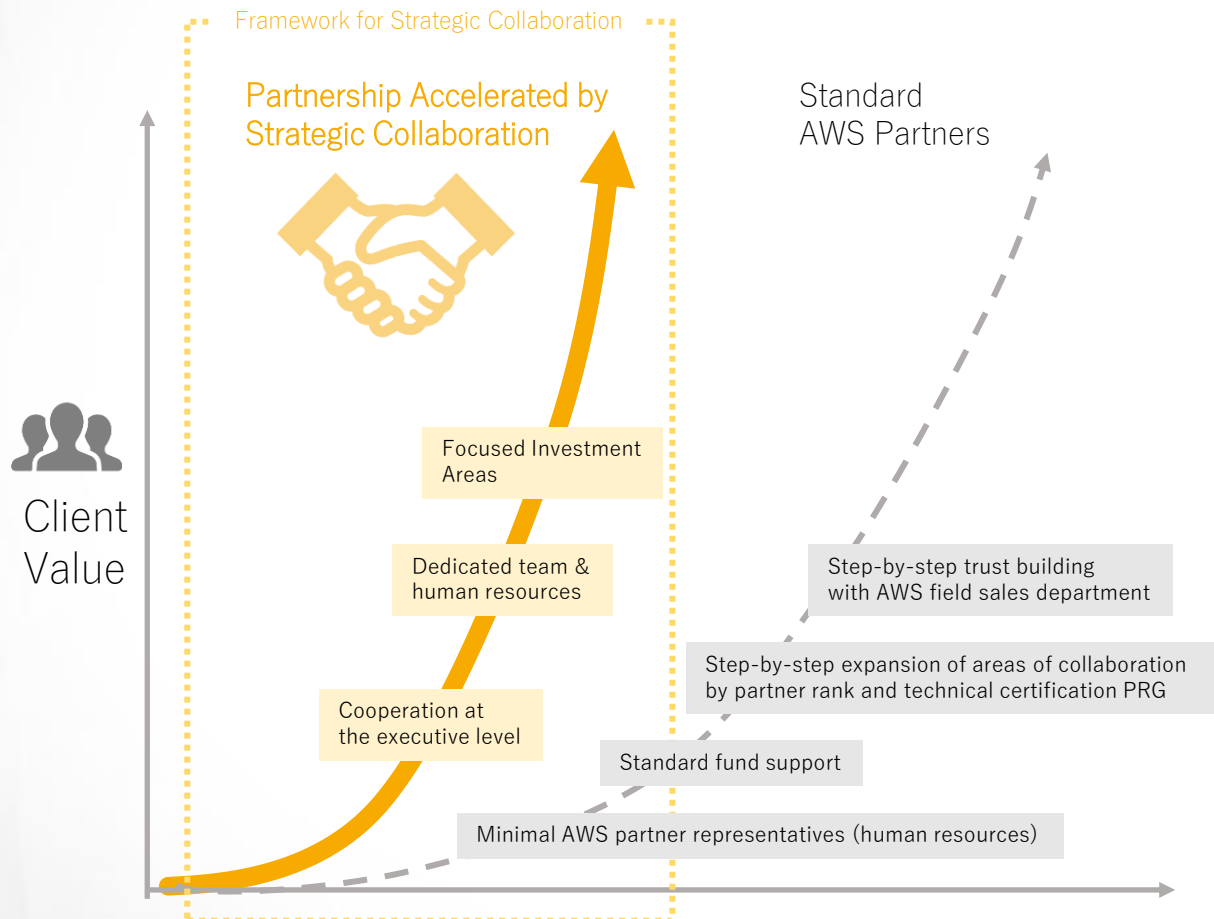 Framework for Strategic Collaboration
Partnership Accelerated by
Strategic Collaboration
Standard
AWS Partners
Client
Value
Focused Investment
Areas
Dedicated team &
human resources
Cooperation at
the executive level
Step-by-step trust building
with AWS field sales department
Step-by-step expansion of areas of collaboration
by partner rank and technical certification PRG
Standard fund support
Minimal AWS partner representatives (human resources)